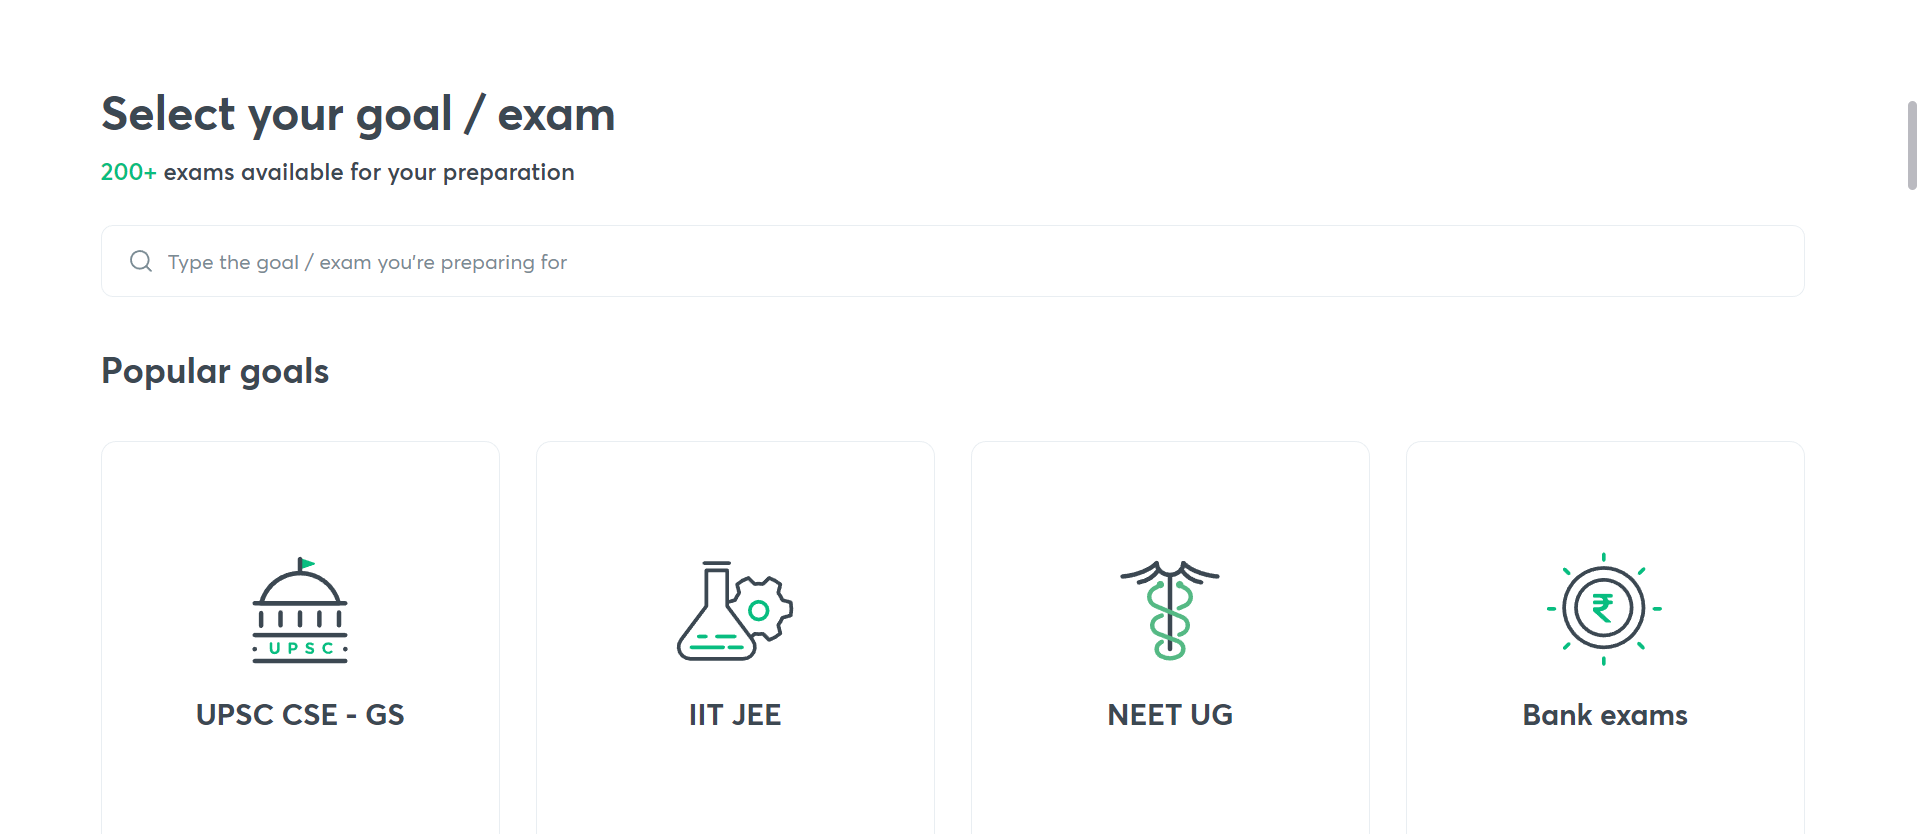 Select your goal / exam
200+ exams available for your preparation
Type the goal / exam you're preparing for
Popular goals
UPSC
UPSC CSE - GS
IIT JEE
NEET UG
₹
Bank exams